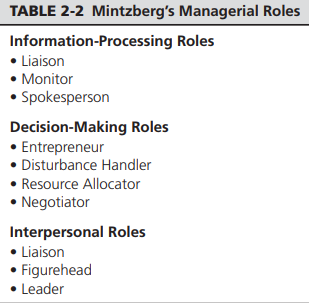 TABLE 2-2 Mintzberg's Managerial Roles
Information-Processing Roles
• Liaison
• Monitor
• Spokesperson
Decision-Making Roles
• Entrepreneur
• Disturbance Handler
• Resource Allocator
• Negotiator
Interpersonal Roles
• Liaison
• Figurehead
• Leader